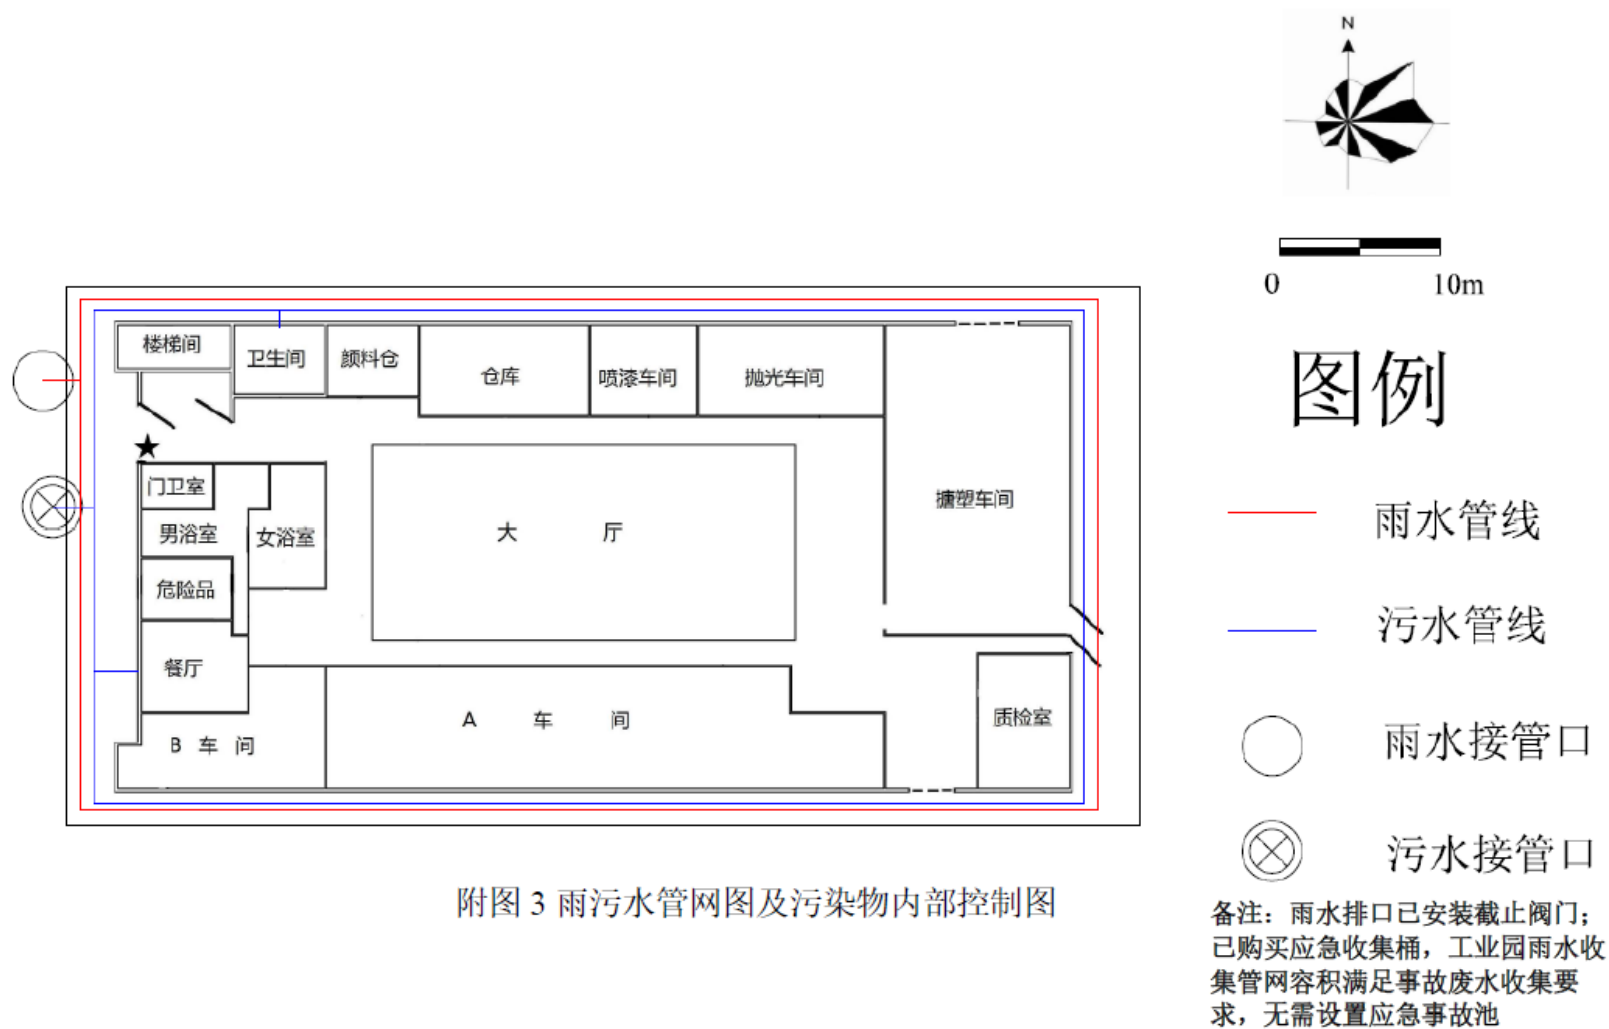 N
0 10m
图例
雨水管线
污水管线
雨水接管口
污水接管口
备注：雨水排口已安装截止阀门；
已购买应急收集桶，工业园雨水收
集管网容积满足事故废水收集要
求，无需设置应急事故池
楼梯间
卫生间
颜料仓
仓库
喷漆车间
抛光车间
搪塑车间
门卫室
男浴室
女浴室
大 厅
危险品
餐厅
A 车 间
B 车 间
质检室
附图 3 雨污水管网图及污染物内部控制图